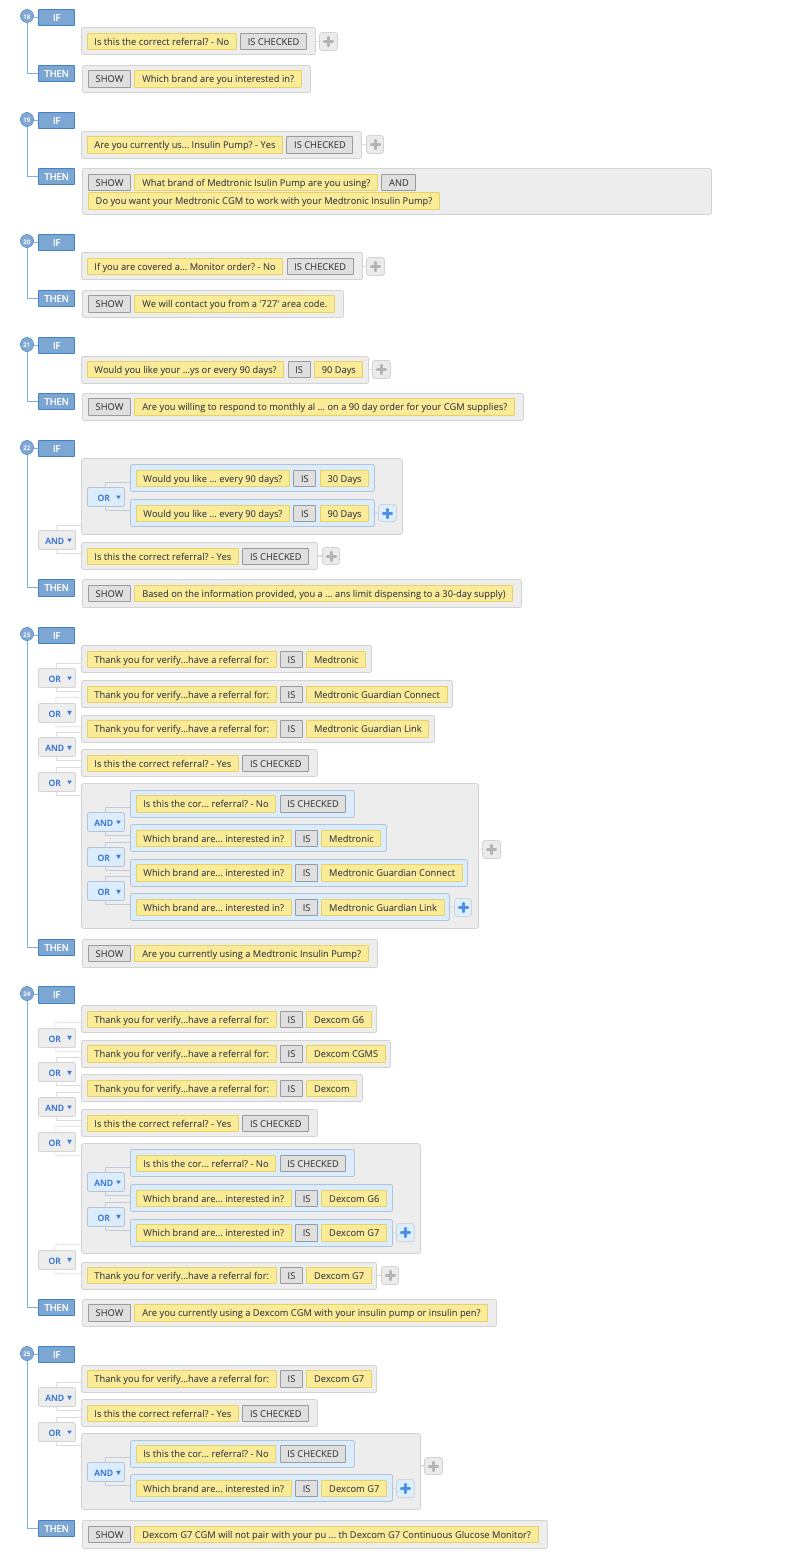 18 IF
Is this the correct referral? - No IS CHECKED
THEN SHOW Which brand are you interested in?
19 IF
Are you currently us... Insulin Pump? - Yes IS CHECKED
THEN SHOW What brand of Medtronic Isulin Pump are you using? AND
Do you want your Medtronic CGM to work with your Medtronic Insulin Pump?
20 IF
If you are covered a... Monitor order? - No IS CHECKED
THEN SHOW We will contact you from a '727' area code.
21 IF
Would you like your ...ys or every 90 days? IS 90 Days
THEN SHOW Are you willing to respond to monthly al ... on a 90 day order for your CGM supplies?
22 IF
Would you like ... every 90 days? IS 30 Days
OR
Would you like ... every 90 days? IS 90 Days
AND
Is this the correct referral? - Yes IS CHECKED
THEN SHOW Based on the information provided, you a ... ans limit dispensing to a 30-day supply)
23 IF
Thank you for verify...have a referral for: IS Medtronic
OR
Thank you for verify...have a referral for: IS Medtronic Guardian Connect
OR
Thank you for verify...have a referral for: IS Medtronic Guardian Link
AND
Is this the correct referral? - Yes IS CHECKED
OR
Is this the cor... referral? - No IS CHECKED
AND
Which brand are... interested in? IS Medtronic
OR
Which brand are... interested in? IS Medtronic Guardian Connect
OR
Which brand are... interested in? IS Medtronic Guardian Link
THEN SHOW Are you currently using a Medtronic Insulin Pump?
24 IF
Thank you for verify...have a referral for: IS Dexcom G6
OR
Thank you for verify...have a referral for: IS Dexcom CGMS
OR
Thank you for verify...have a referral for: IS Dexcom
AND
Is this the correct referral? - Yes IS CHECKED
OR
Is this the cor... referral? - No IS CHECKED
AND
Which brand are... interested in? IS Dexcom G6
OR
Which brand are... interested in? IS Dexcom G7
OR
Thank you for verify...have a referral for: IS Dexcom G7
THEN SHOW Are you currently using a Dexcom CGM with your insulin pump or insulin pen?
25 IF
Thank you for verify...have a referral for: IS Dexcom G7
AND
Is this the correct referral? - Yes IS CHECKED
OR
Is this the cor... referral? - No IS CHECKED
AND
Which brand are... interested in? IS Dexcom G7
THEN SHOW Dexcom G7 CGM will not pair with your pu ... th Dexcom G7 Continuous Glucose Monitor?